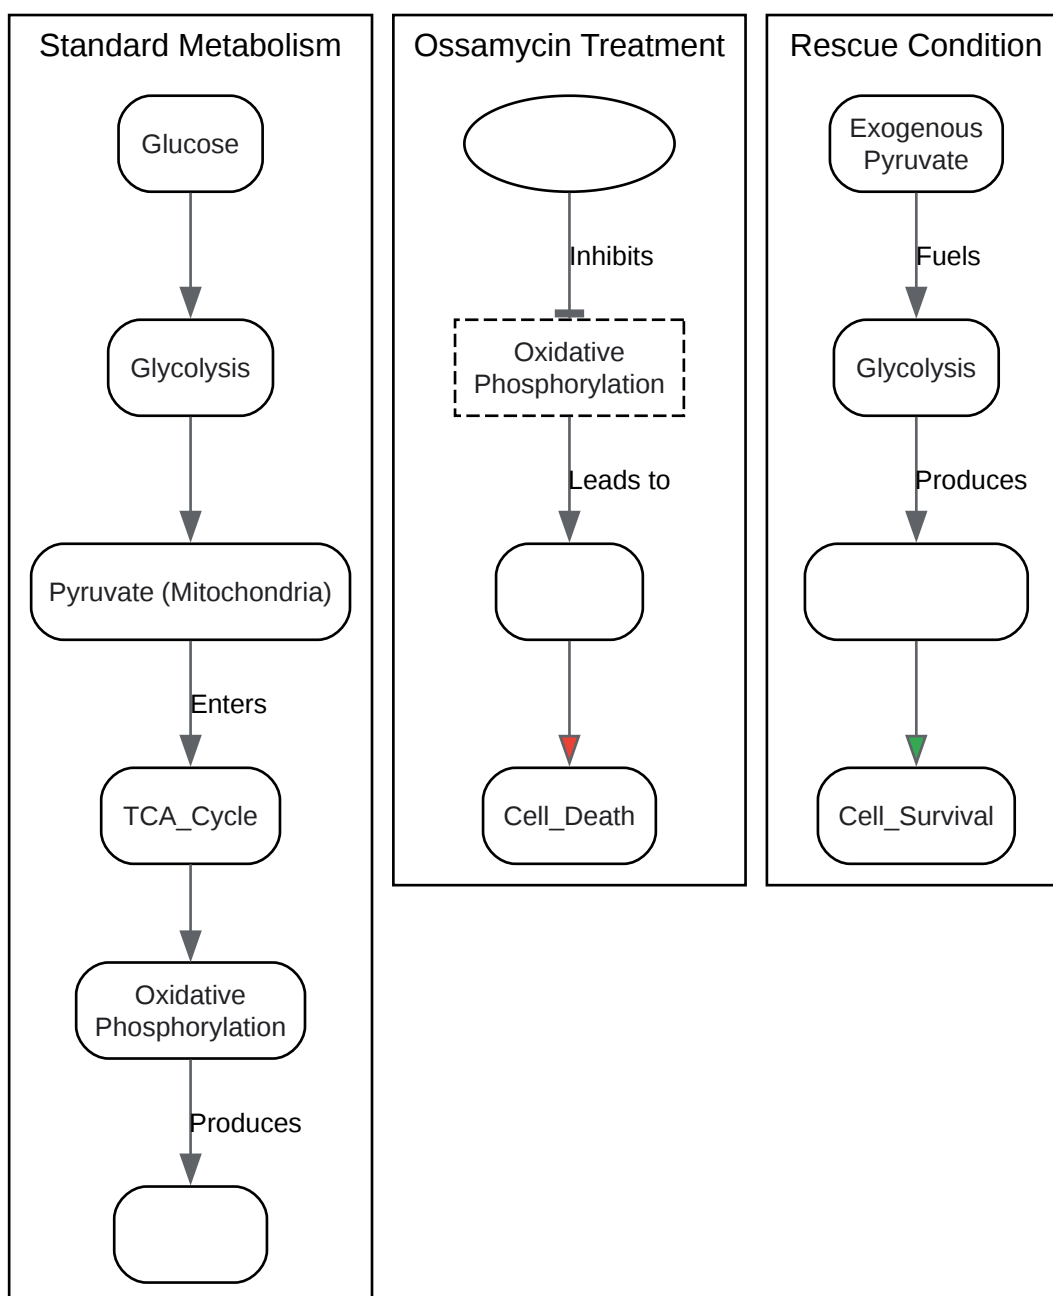 Standard Metabolism
Glucose
Glycolysis
Pyruvate (Mitochondria)
Enters
TCA_Cycle
Oxidative
Phosphorylation
Produces
Ossamycin Treatment
Inhibits
Oxidative
Phosphorylation
Leads to
Cell_Death
Rescue Condition
Exogenous
Pyruvate
Fuels
Glycolysis
Produces
Cell_Survival